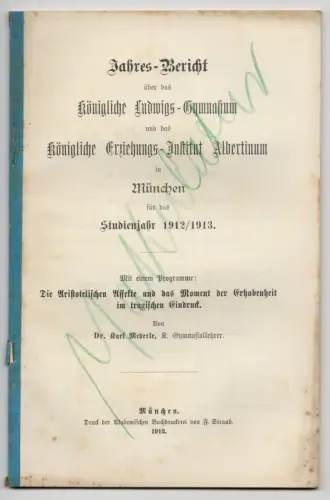 Jahres-Bericht
über das
Königliche Ludwigs-Gymnasium
und das
Königliche Erziehungs-Institut Albertinum
in
München
für das
Studienjahr 1912/1913.
Mit einem Programme:
Die Aristotelischen Affekte und das Moment der Erhabenheit
im tragischen Eindruck.
Von
Dr. Karl Mederle, K. Gymnasiallehrer.
München.
Druck der Akademischen Buchdruckerei von F. Straub.
1913.